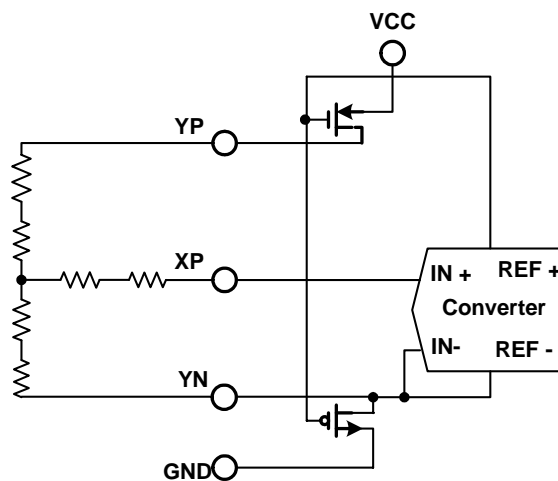 VCC
YP
XP
IN +
REF +
Converter
IN-
REF -
YN
GND